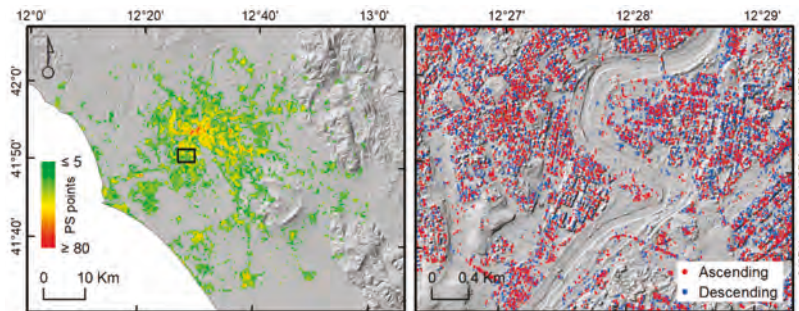 12°0' 12°20' 12°40' 13°0'
42°0'
41°50'
41°40'
≤ 5
PS points
≥ 80
0 10 Km
12°27' 12°28' 12°29'
0 0.4 Km
Ascending
Descending